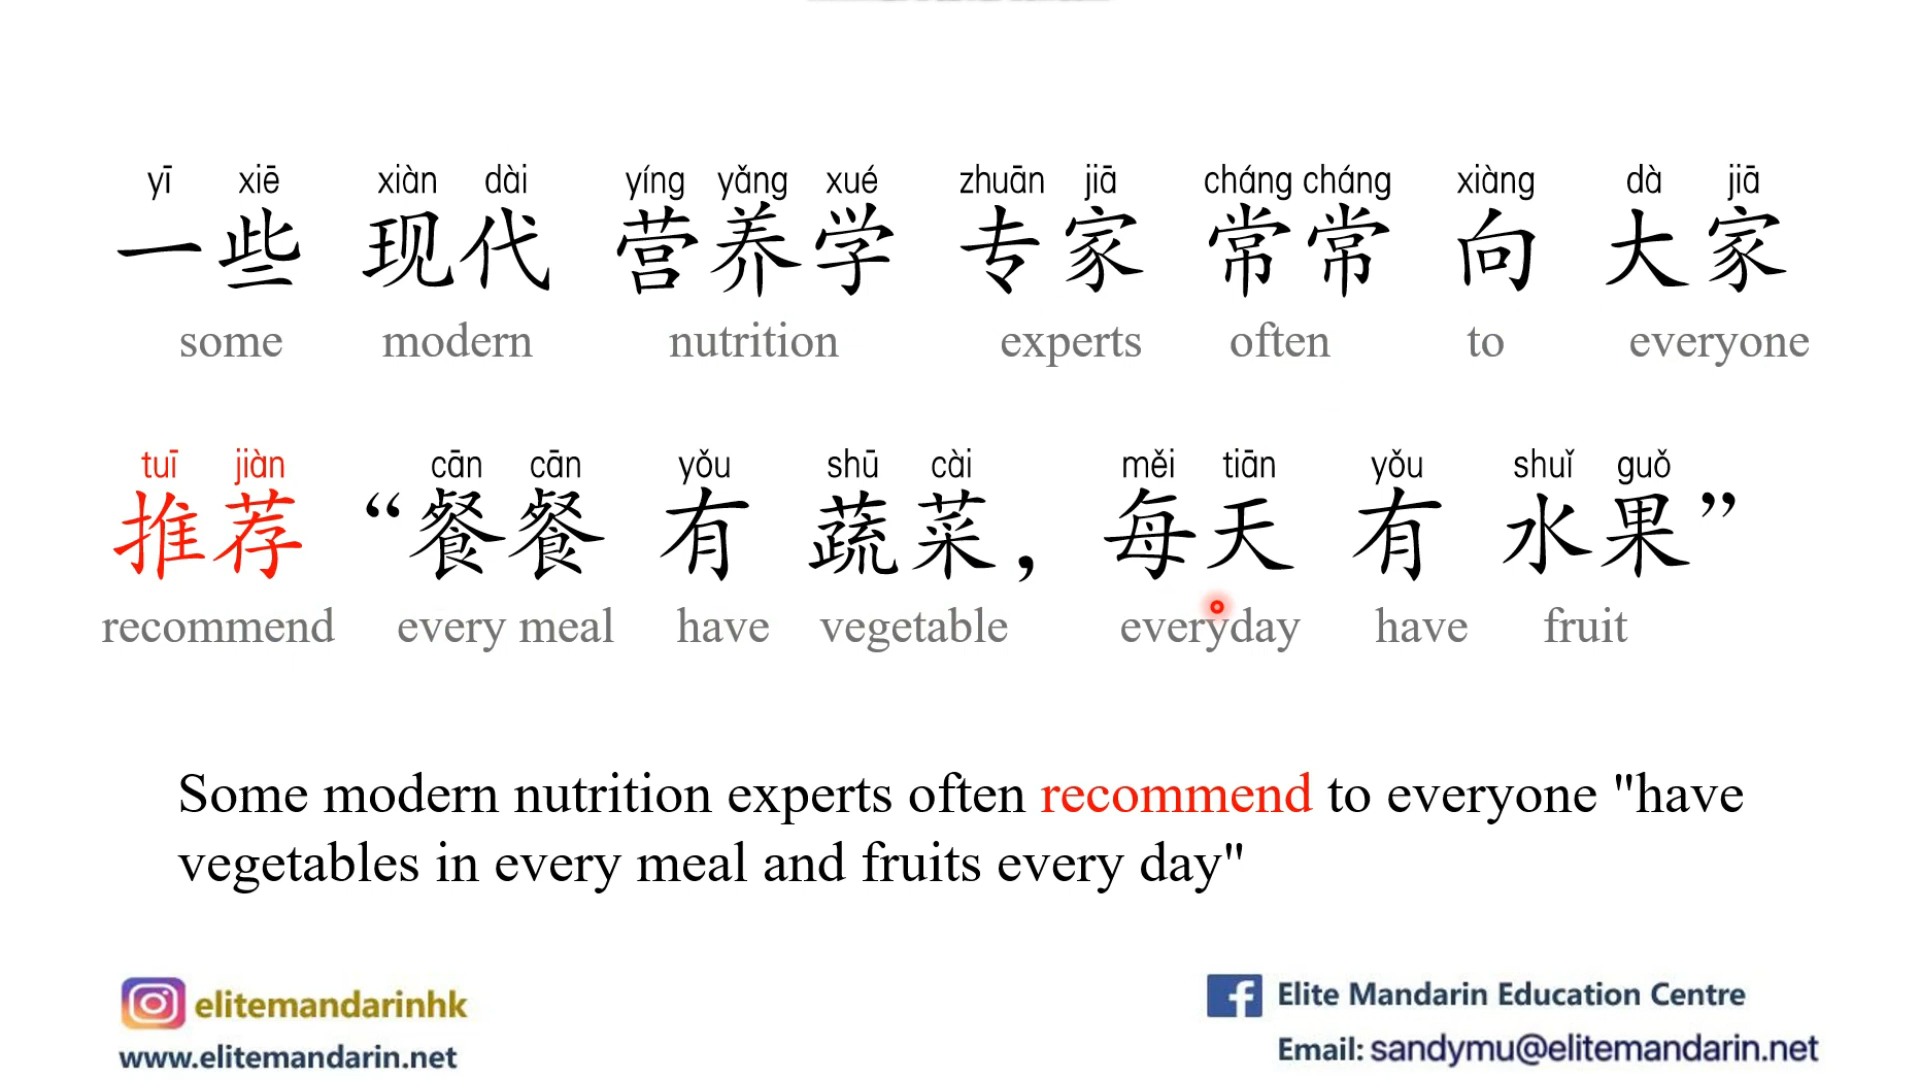 yī xiē xiàn dài yíng yǎng xué zhuān jiā cháng cháng xiàng dà jiā
一些 现代 营养学 专家 常常 向 大家
some modern nutrition experts often to everyone
tuī jiàn cān cān yǒu shū cài měi tiān yǒu shuǐ guǒ
推荐 “餐餐 有 蔬菜, 每天 有 水果”
recommend every meal have vegetable everyday have fruit
Some modern nutrition experts often recommend to everyone "have
vegetables in every meal and fruits every day"
elitemandarinhk
www.elitemandarin.net
Elite Mandarin Education Centre
Email: sandymu@elitemandarin.net